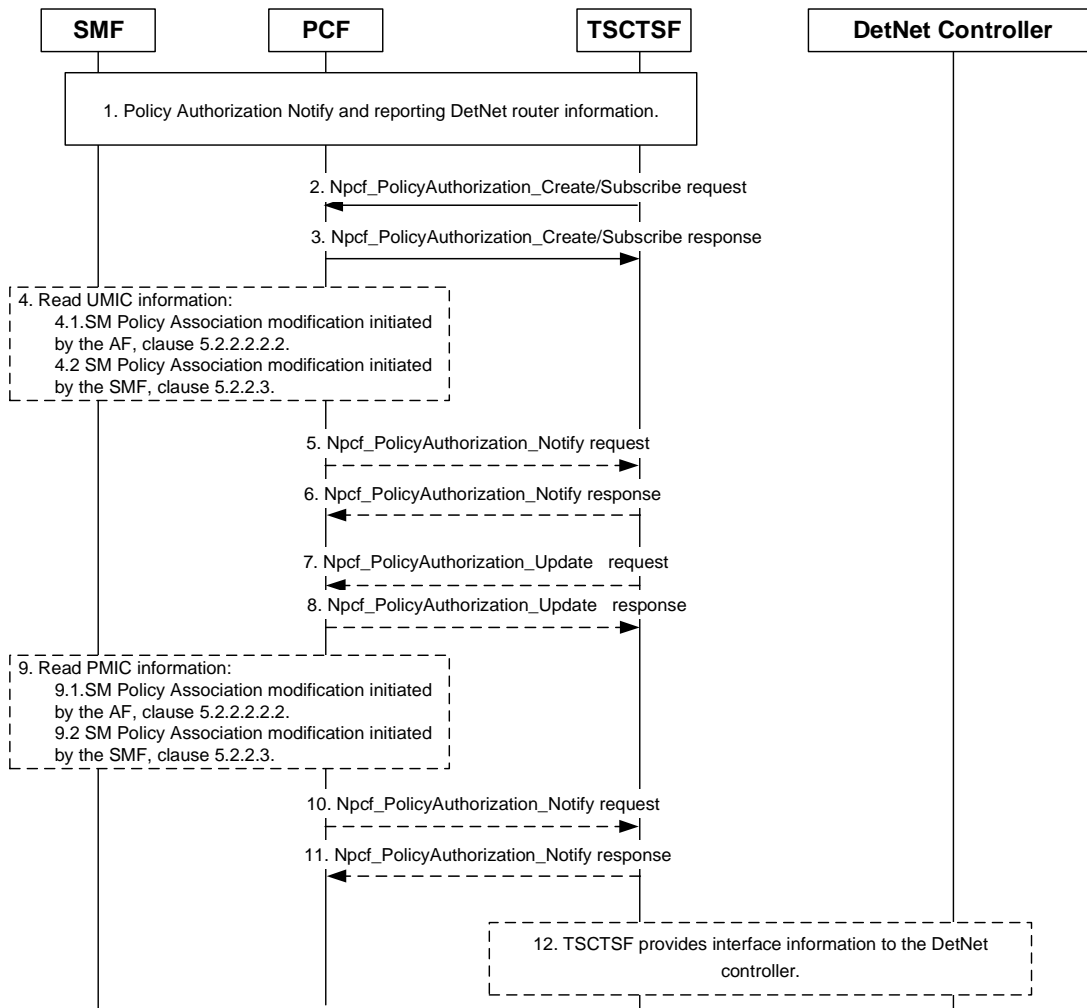 SMF
PCF
TSCTSF
DetNet Controller
1. Policy Authorization Notify and reporting DetNet router information.
2. Npcf_PolicyAuthorization_Create/Subscribe request
3. Npcf_PolicyAuthorization_Create/Subscribe response
4. Read UMIC information:
4.1.SM Policy Association modification initiated
by the AF, clause 5.2.2.2.2.2.
4.2 SM Policy Association modification initiated
by the SMF, clause 5.2.2.3.
5. Npcf_PolicyAuthorization_Notify request
6. Npcf_PolicyAuthorization_Notify response
7. Npcf_PolicyAuthorization_Update request
8. Npcf_PolicyAuthorization_Update response
9. Read PMIC information:
9.1.SM Policy Association modification initiated
by the AF, clause 5.2.2.2.2.2.
9.2 SM Policy Association modification initiated
by the SMF, clause 5.2.2.3.
10. Npcf_PolicyAuthorization_Notify request
11. Npcf_PolicyAuthorization_Notify response
12. TSCTSF provides interface information to the DetNet
controller.